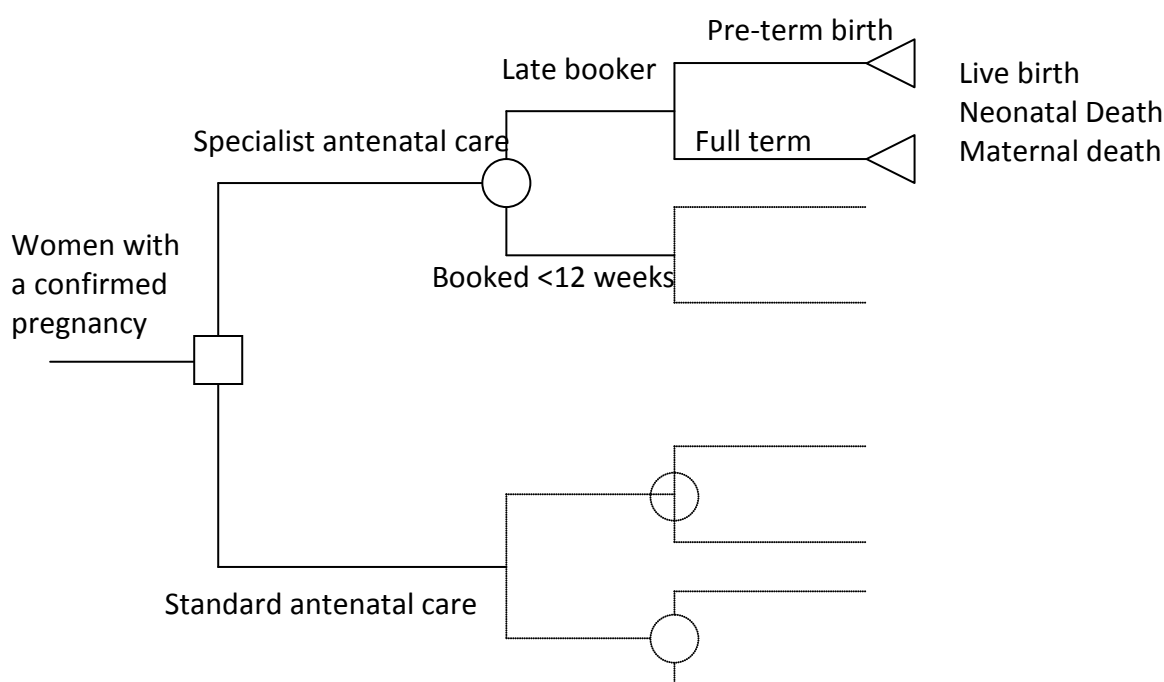 Pre-term birth
Late booker
Live birth
Neonatal Death
Maternal death
Specialist antenatal care
Full term
Women with
a confirmed
pregnancy
Booked <12 weeks
Standard antenatal care